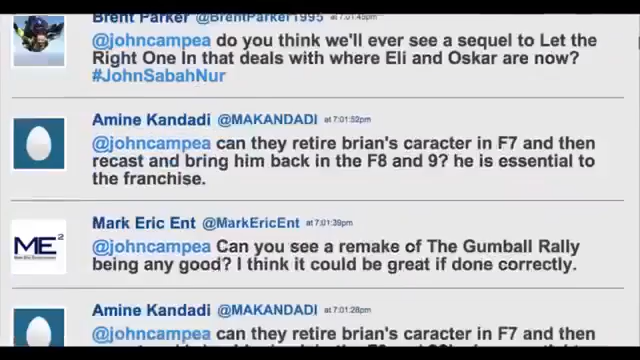 Brent Parker @BrentParker1995 at 7:01:45pm
@johncampea do you think we'll ever see a sequel to Let the
Right One In that deals with where Eli and Oskar are now?
#JohnSabahNur
Amine Kandadi @MAKANDADI at 7:01:52pm
@johncampea can they retire brian's caracter in F7 and then
recast and bring him back in the F8 and 9? he is essential to
the franchise.
Mark Eric Ent @MarkEricEnt at 7:01:39pm
ME2
@johncampea Can you see a remake of The Gumball Rally
being any good? I think it could be great if done correctly.
Amine Kandadi @MAKANDADI at 7:01:28pm
@johncampea can they retire brian's caracter in F7 and then